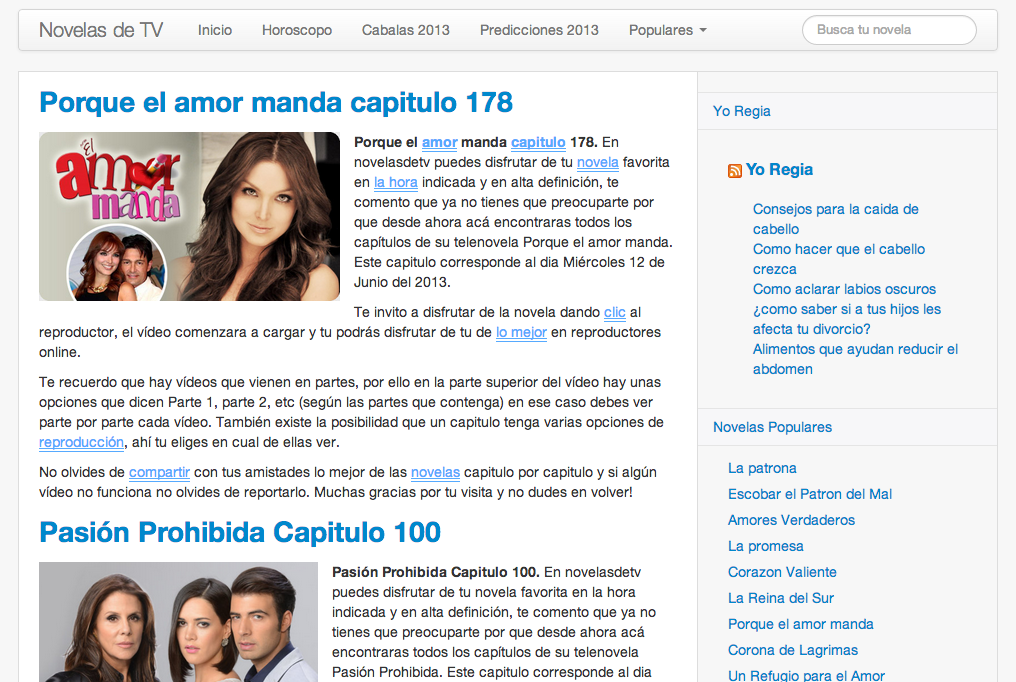 Novelas de TV
Inicio
Horoscopo
Cabalas 2013
Predicciones 2013
Populares
Busca tu novela
Porque el amor manda capitulo 178
El
amor
manda
Porque el amor manda capitulo 178. En
novelasdetv puedes disfrutar de tu novela favorita
en la hora indicada y en alta definición, te
comento que ya no tienes que preocuparte por
que desde ahora acá encontraras todos los
capítulos de su telenovela Porque el amor manda.
Este capitulo corresponde al dia Miércoles 12 de
Junio del 2013.
Te invito a disfrutar de la novela dando clic al
reproductor, el vídeo comenzara a cargar y tu podrás disfrutar de tu de lo mejor en reproductores
online.
Te recuerdo que hay vídeos que vienen en partes, por ello en la parte superior del vídeo hay unas
opciones que dicen Parte 1, parte 2, etc (según las partes que contenga) en ese caso debes ver
parte por parte cada vídeo. También existe la posibilidad que un capitulo tenga varias opciones de
reproducción, ahí tu eliges en cual de ellas ver.
No olvides de compartir con tus amistades lo mejor de las novelas capitulo por capitulo y si algún
vídeo no funciona no olvides de reportarlo. Muchas gracias por tu visita y no dudes en volver!
Pasión Prohibida Capitulo 100
Pasión Prohibida Capitulo 100. En novelasdetv
puedes disfrutar de tu novela favorita en la hora
indicada y en alta definición, te comento que ya no
tienes que preocuparte por que desde ahora acá
encontraras todos los capítulos de su telenovela
Pasión Prohibida. Este capitulo corresponde al dia
Yo Regia
Yo Regia
Consejos para la caida de
cabello
Como hacer que el cabello
crezca
Como aclarar labios oscuros
¿como saber si a tus hijos les
afecta tu divorcio?
Alimentos que ayudan reducir el
abdomen
Novelas Populares
La patrona
Escobar el Patron del Mal
Amores Verdaderos
La promesa
Corazon Valiente
La Reina del Sur
Porque el amor manda
Corona de Lagrimas
Un Refugio para el Amor